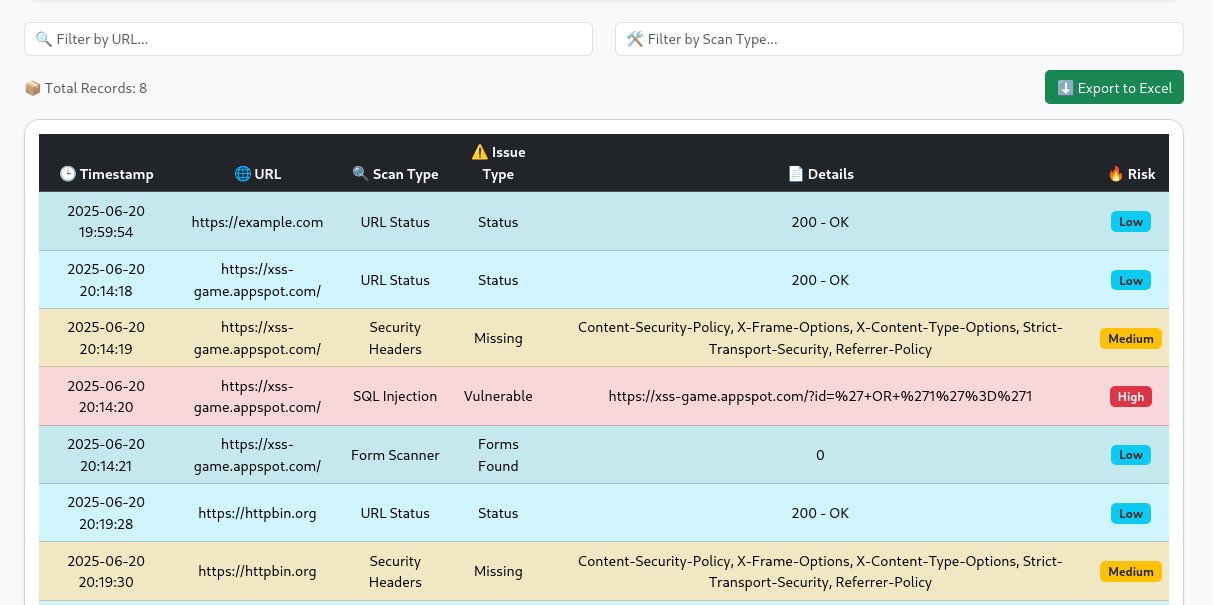 🔍 Filter by URL...
🛠️ Filter by Scan Type...
📦 Total Records: 8
⬇️ Export to Excel
🕒 Timestamp
🌐 URL
🔍 Scan Type
⚠️ Issue
Type
📄 Details
🔥 Risk
2025-06-20
19:59:54
https://example.com
URL Status
Status
200 - OK
Low
2025-06-20
20:14:18
https://xss-
game.appspot.com/
URL Status
Status
200 - OK
Low
2025-06-20
20:14:19
https://xss-
game.appspot.com/
Security
Headers
Missing
Content-Security-Policy, X-Frame-Options, X-Content-Type-Options, Strict-
Transport-Security, Referrer-Policy
Medium
2025-06-20
20:14:20
https://xss-
game.appspot.com/
SQL Injection
Vulnerable
https://xss-game.appspot.com/?id=%27+OR+%271%27%3D%271
High
2025-06-20
20:14:21
https://xss-
game.appspot.com/
Form Scanner
Forms
Found
0
Low
2025-06-20
20:19:28
https://httpbin.org
URL Status
Status
200 - OK
Low
2025-06-20
20:19:30
https://httpbin.org
Security
Headers
Missing
Content-Security-Policy, X-Frame-Options, X-Content-Type-Options, Strict-
Transport-Security, Referrer-Policy
Medium